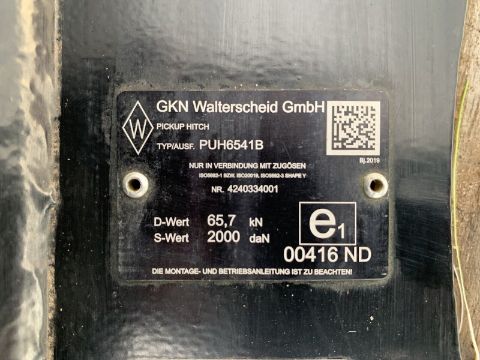 GKN Walterscheid GmbH
W
PICKUP HITCH
TYP/AUSF. PUH6541B
Bj.2019
NUR IN VERBINDUNG MIT ZUGÖSEN
ISO5692-1 BZW. ISO20019, ISO5692-3 SHAPE Y
NR. 4240334001
D-Wert 65,7 kN
S-Wert 2000 daN
e1
00416 ND
DIE MONTAGE- UND BETRIEBSANLEITUNG IST ZU BEACHTEN!